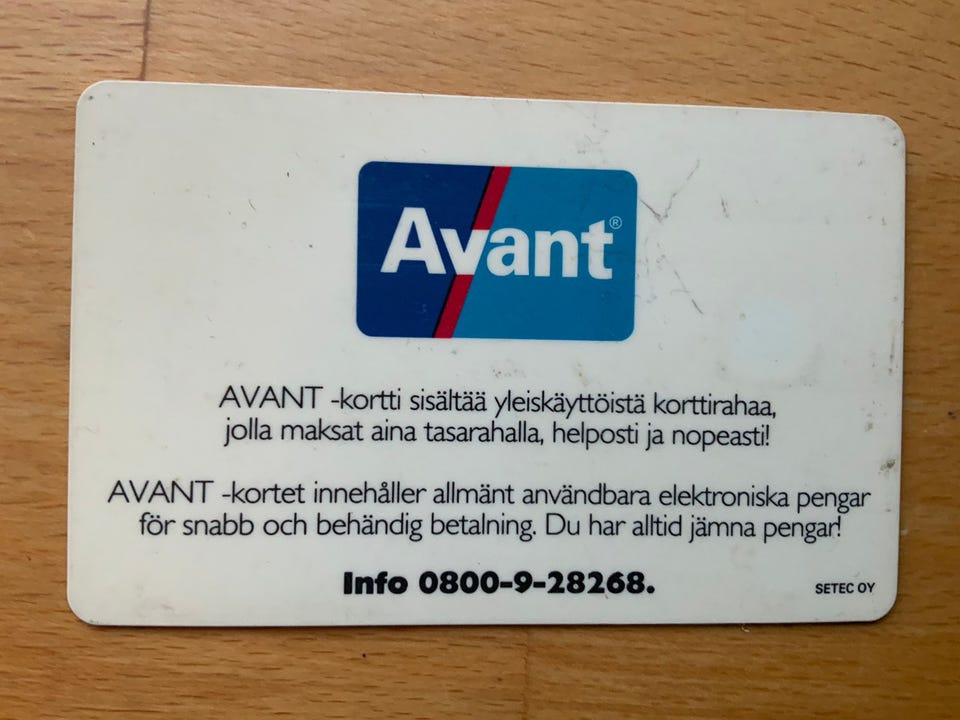 Avant®
AVANT -kortti sisältää yleiskäyttöistä korttirahaa,
jolla maksat aina tasarahalla, helposti ja nopeasti!
AVANT -kortet innehåller allmänt användbara elektroniska pengar
för snabb och behändig betalning. Du har alltid jämna pengar!
Info 0800-9-28268.
SETEC OY